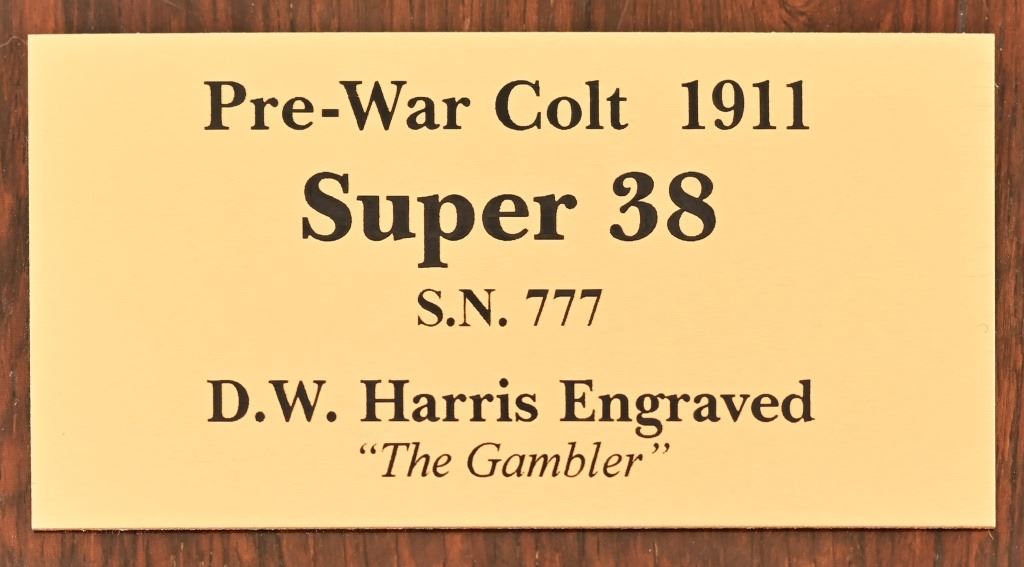 Pre-War Colt 1911
Super 38
S.N. 777
D.W. Harris Engraved
“The Gambler”